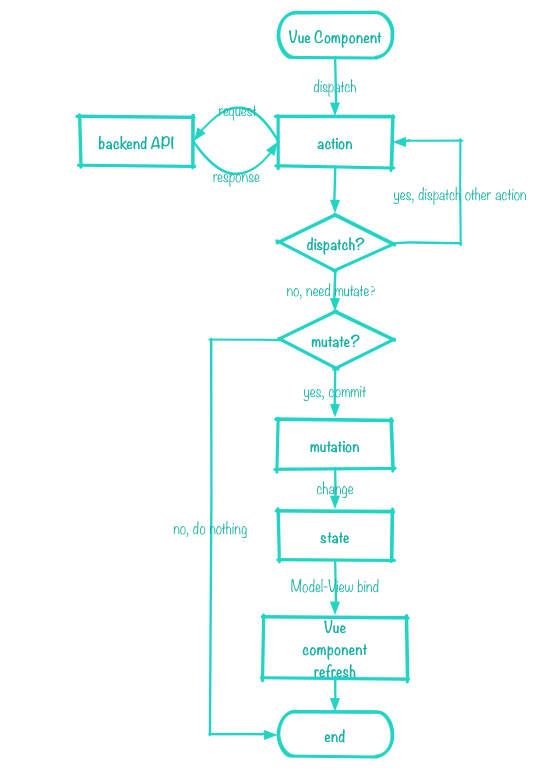 Vue Component
dispatch
request
backend API
action
response
yes, dispatch other action
dispatch?
no, need mutate?
mutate?
yes, commit
mutation
change
no, do nothing
state
Model-View bind
Vue
component
refresh
end